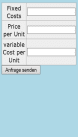 Fixed
Costs
Price
per Unit
variable
Cost per
Unit
Anfrage senden